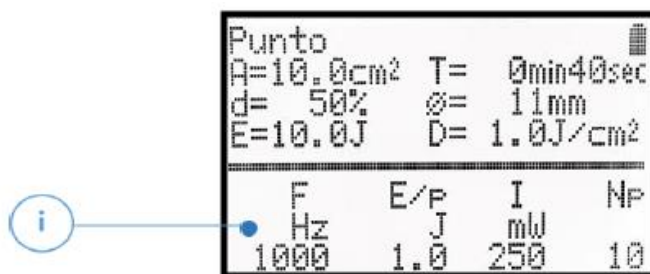 Punto
A=10.0cm² T= 0min40sec
d= 50% ø= 11mm
E=10.0J D= 1.0J/cm²
F E/p I Np
Hz J mW
1000 1.0 250 10
i